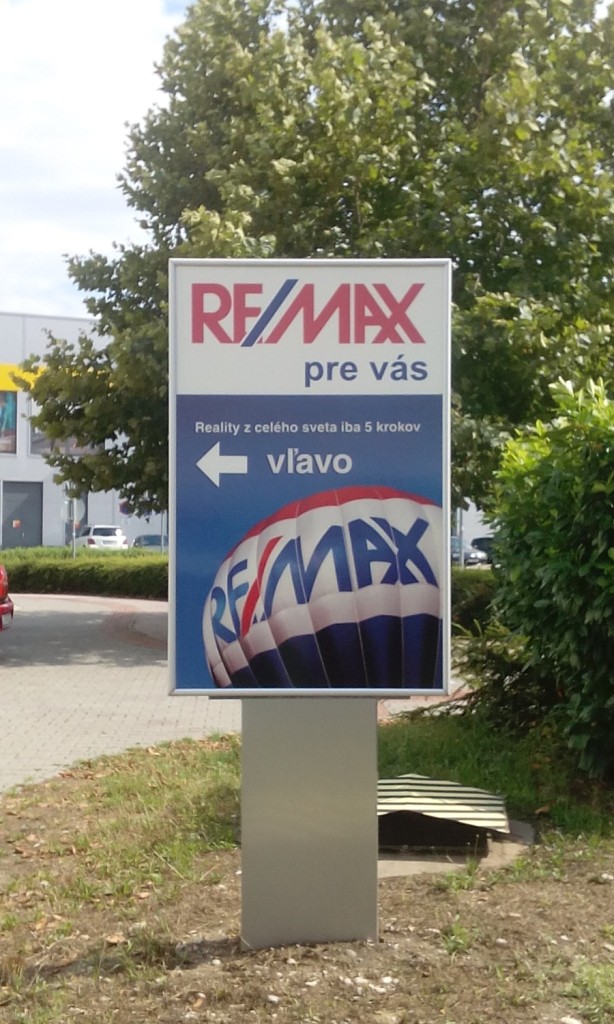 RE/MAX
pre vás
Reality z celého sveta iba 5 krokov
vľavo
RE/MAX